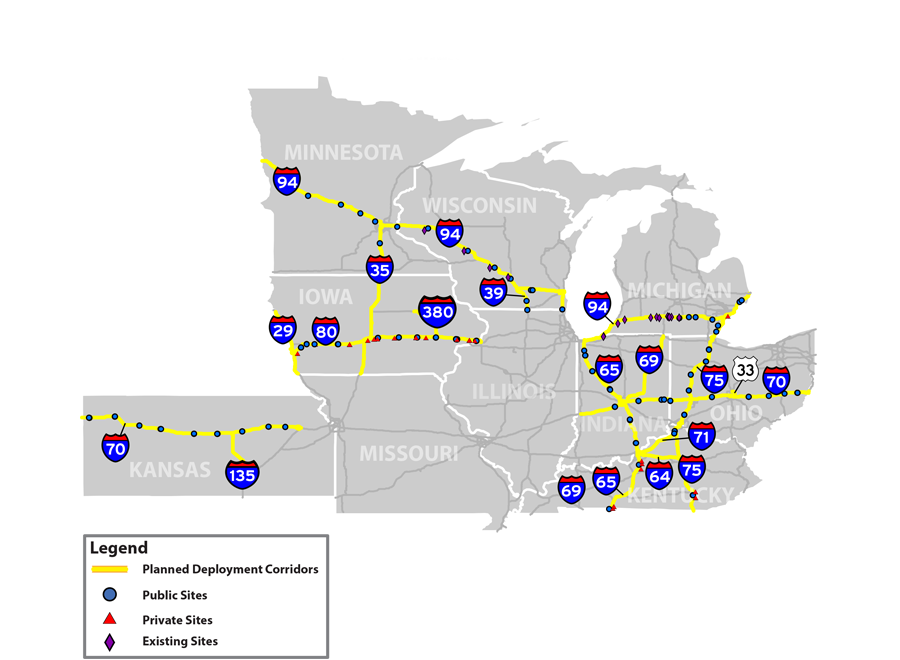 MINNESOTA
94
WISCONSIN
94
35
39
IOWA
380
29
80
94
MICHIGAN
65
69
75
33
70
ILLINOIS
INDIANA
OHIO
71
70
KANSAS
135
MISSOURI
69
65
64
75
KENTUCKY
Legend
Planned Deployment Corridors
Public Sites
Private Sites
Existing Sites